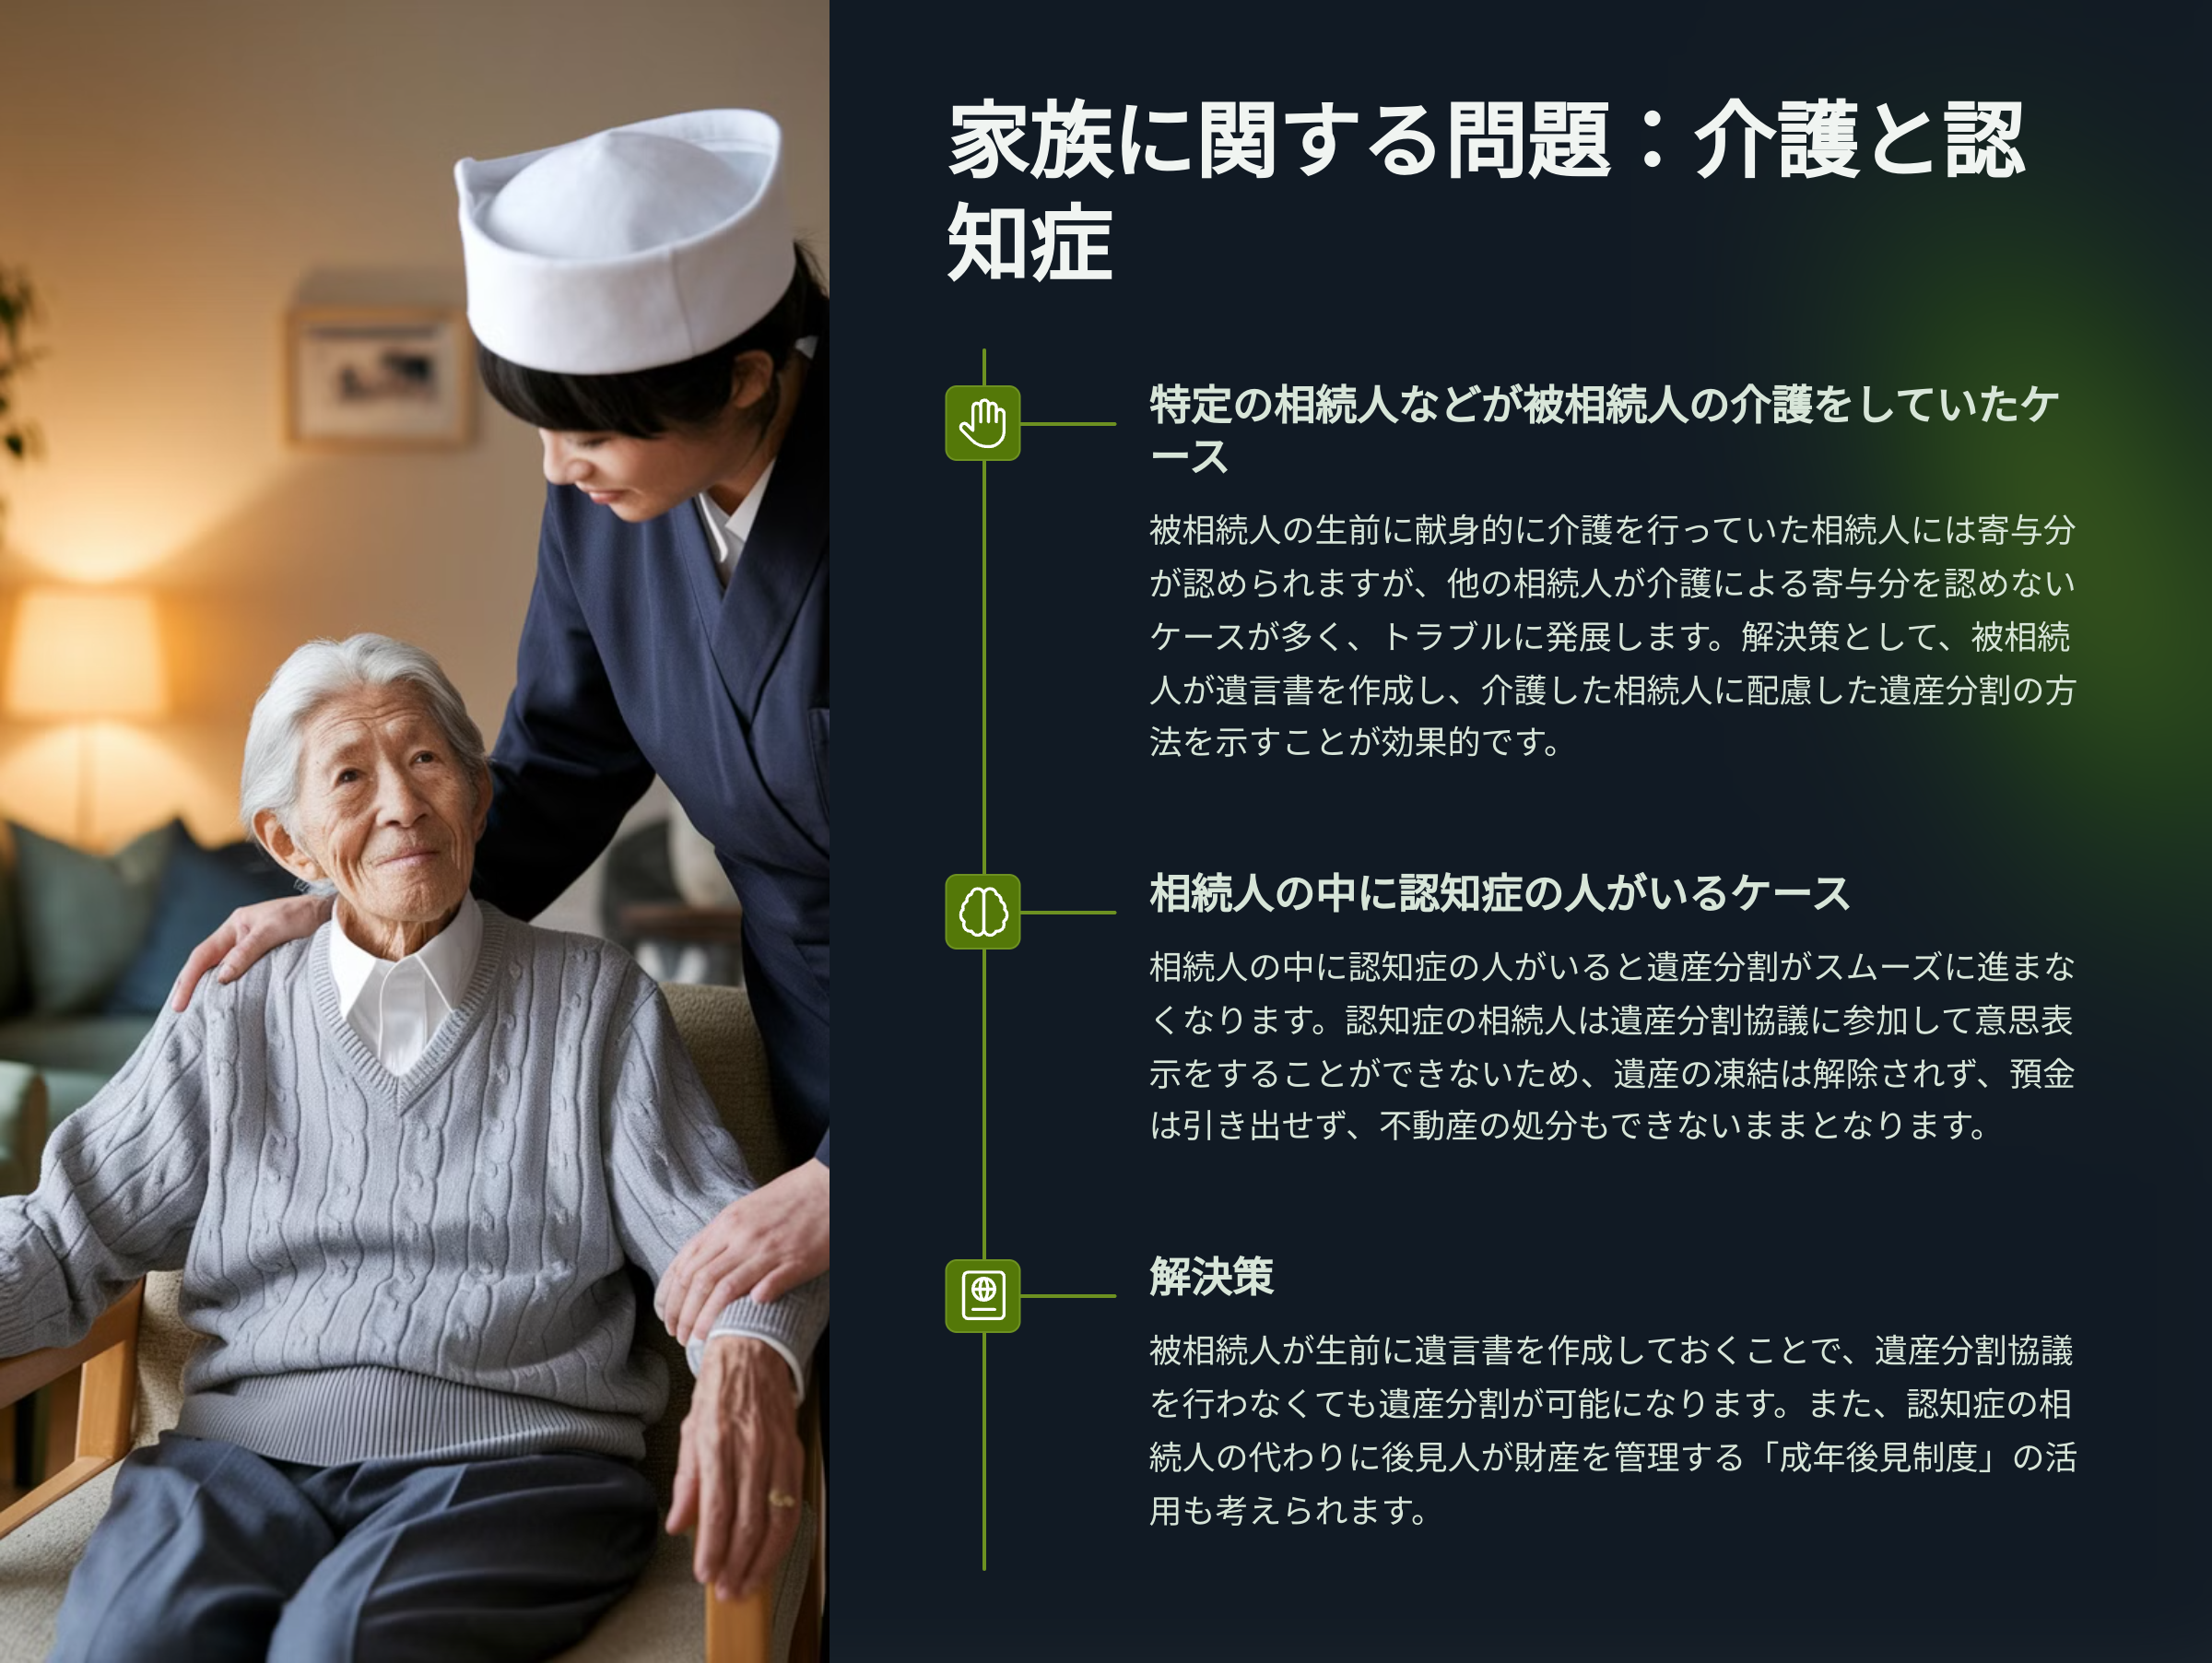 家族に関する問題：介護と認
知症
特定の相続人などが被相続人の介護をしていたケ
ース
被相続人の生前に献身的に介護を行っていた相続人には寄与分
が認められますが、他の相続人が介護による寄与分を認めない
ケースが多く、トラブルに発展します。解決策として、被相続
人が遺言書を作成し、介護した相続人に配慮した遺産分割の方
法を示すことが効果的です。
相続人の中に認知症の人がいるケース
相続人の中に認知症の人がいると遺産分割がスムーズに進まな
くなります。認知症の相続人は遺産分割協議に参加して意思表
示をすることができないため、遺産の凍結は解除されず、預金
は引き出せず、不動産の処分もできないままとなります。
解決策
被相続人が生前に遺言書を作成しておくことで、遺産分割協議
を行わなくても遺産分割が可能になります。また、認知症の相
続人の代わりに後見人が財産を管理する「成年後見制度」の活
用も考えられます。